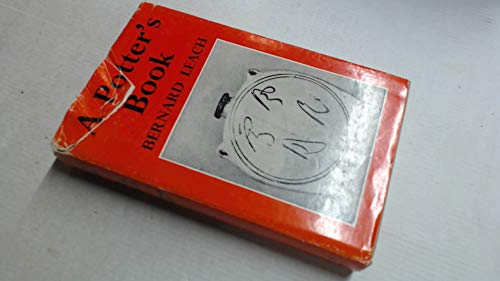 A Potter's
Book
BERNARD LEACH